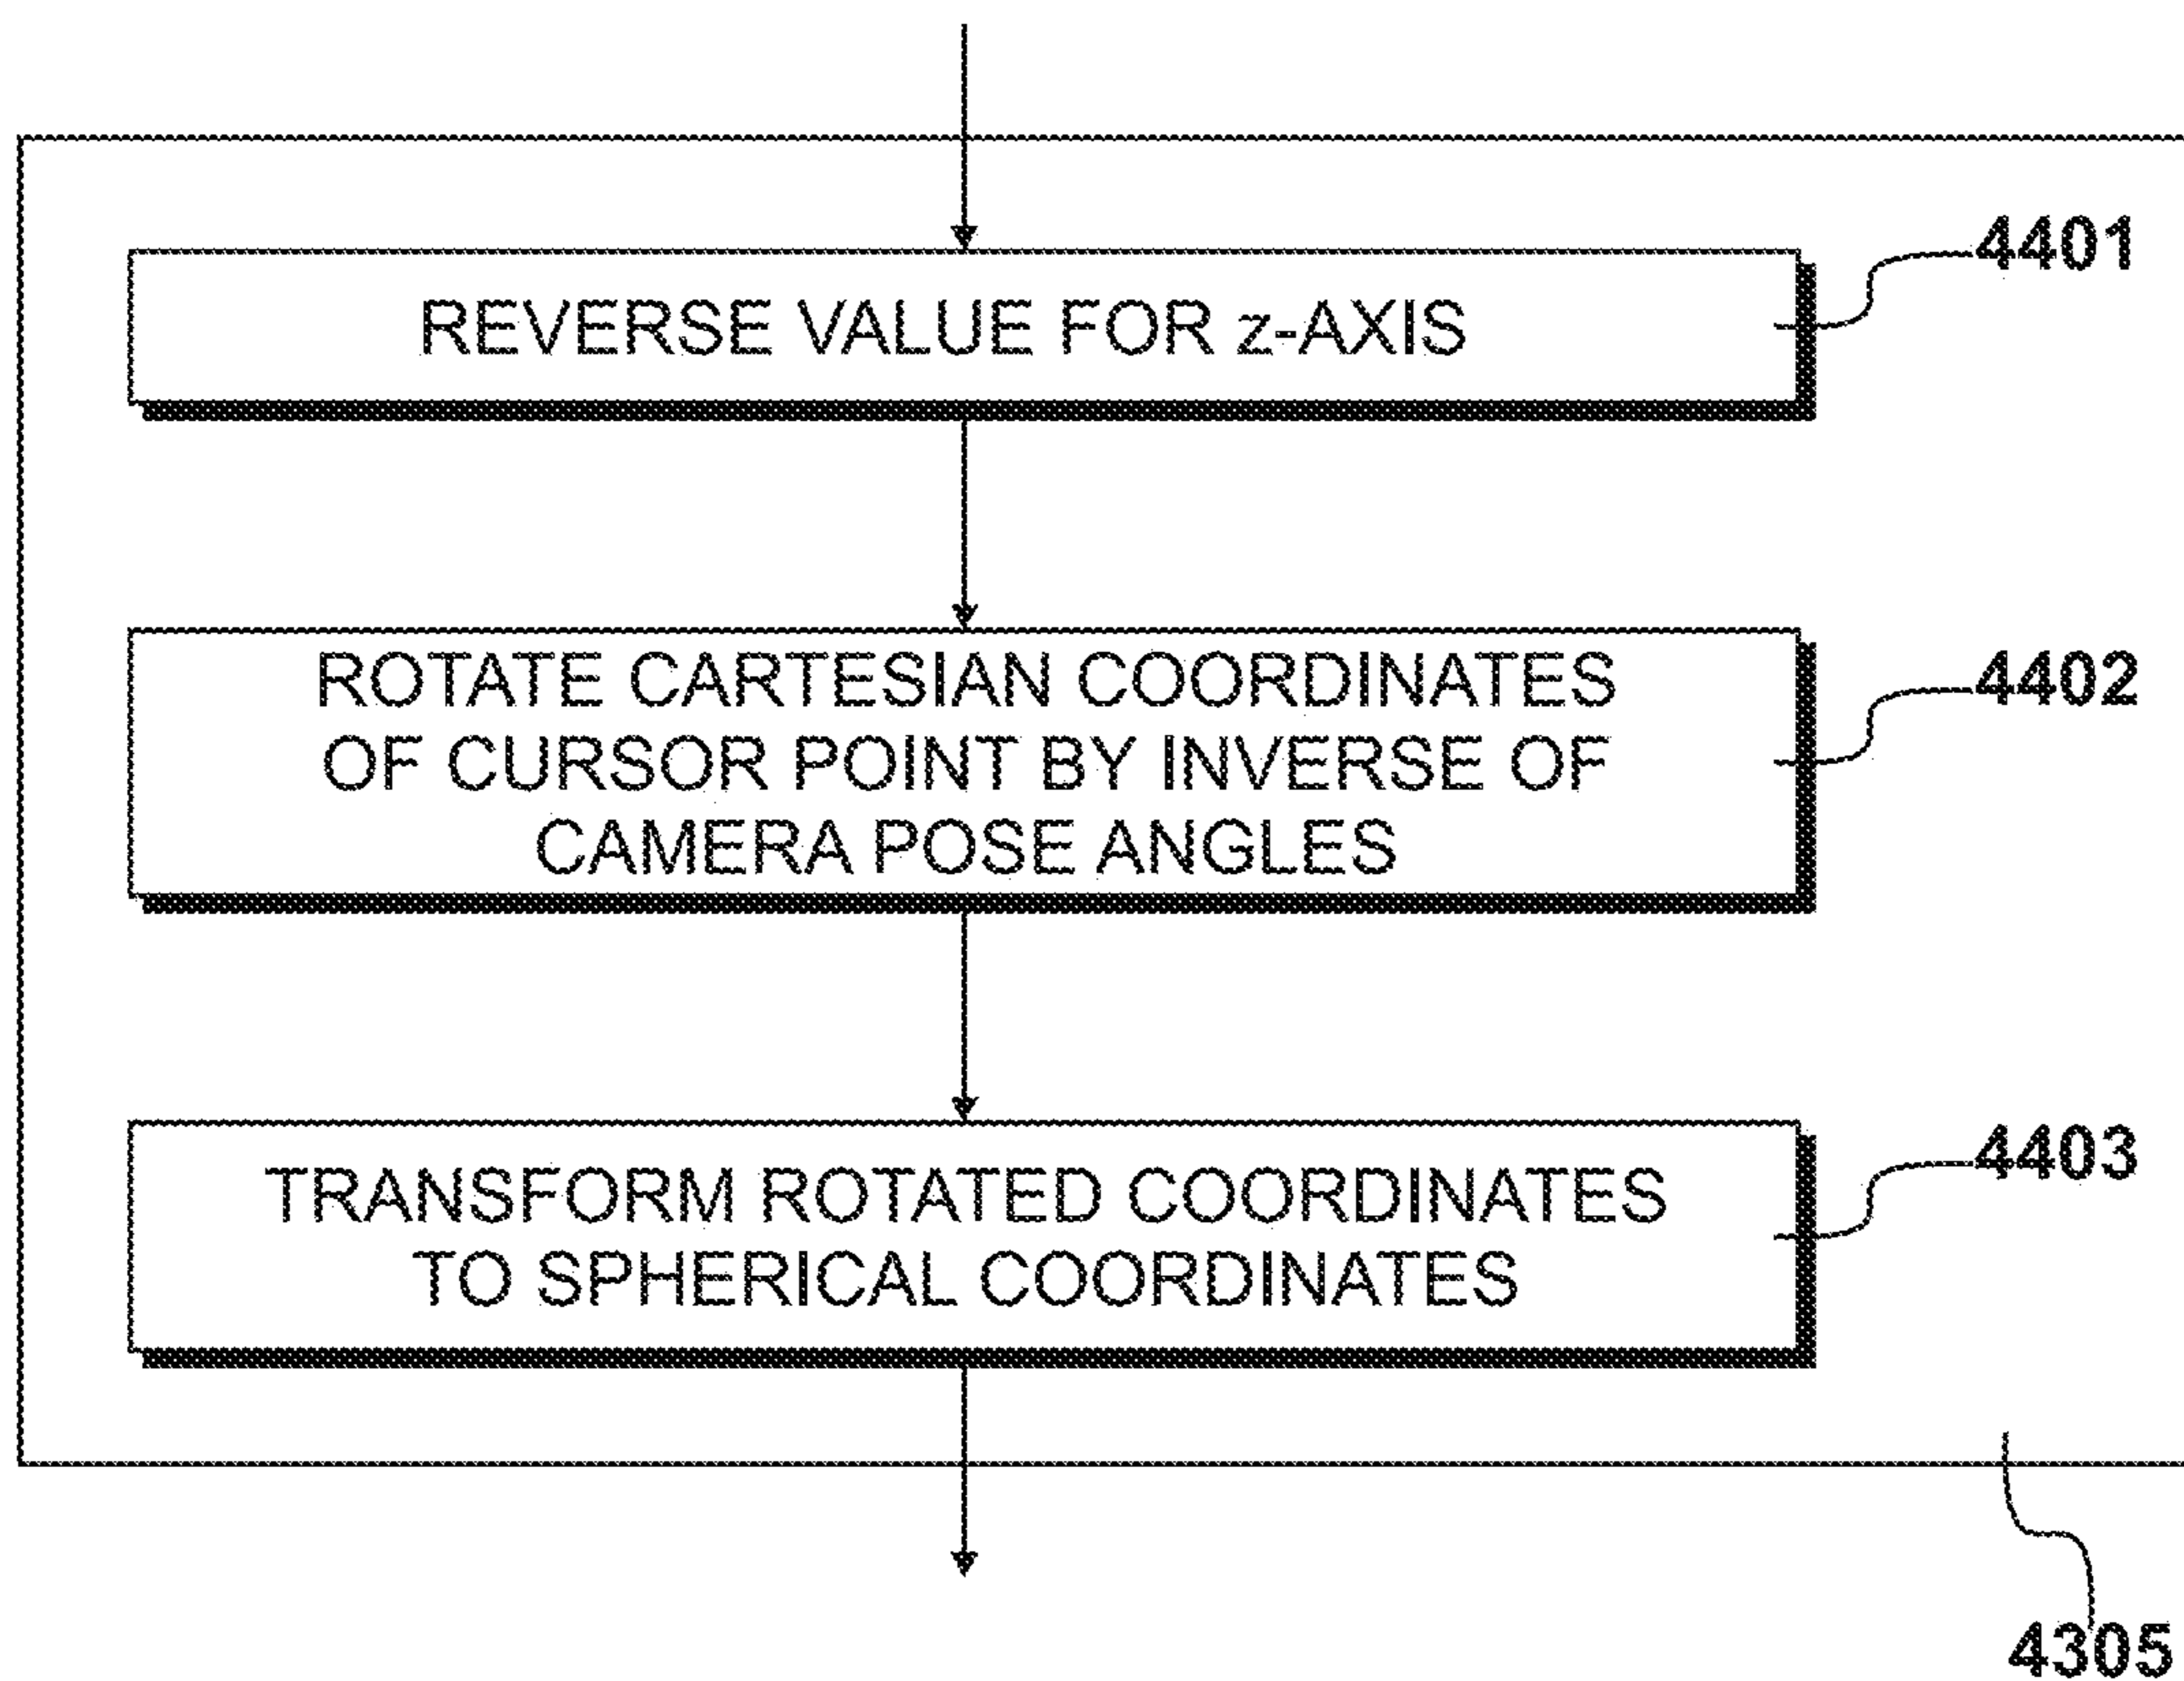 4401
REVERSE VALUE FOR z-AXIS
4402
ROTATE CARTESIAN COORDINATES
OF CURSOR POINT BY INVERSE OF
CAMERA POSE ANGLES
4403
TRANSFORM ROTATED COORDINATES
TO SPHERICAL COORDINATES
4305